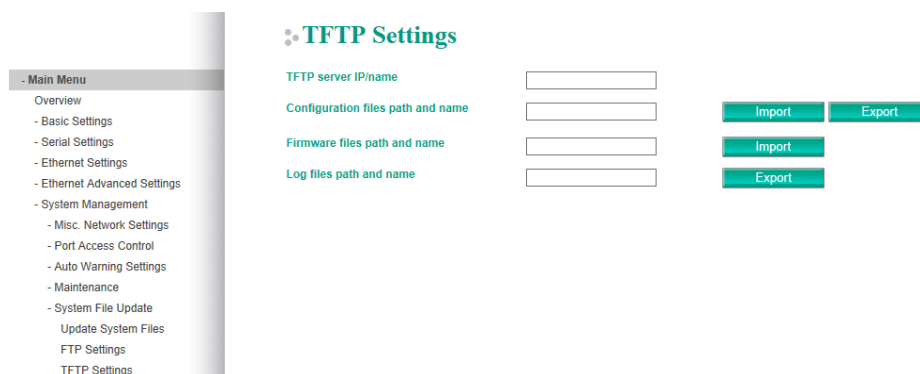 TFTP Settings
- Main Menu
Overview
- Basic Settings
- Serial Settings
- Ethernet Settings
- Ethernet Advanced Settings
- System Management
- Misc. Network Settings
- Port Access Control
- Auto Warning Settings
- Maintenance
- System File Update
Update System Files
FTP Settings
TFTP Settings
TFTP server IP/name
Configuration files path and name Import Export
Firmware files path and name Import
Log files path and name Export